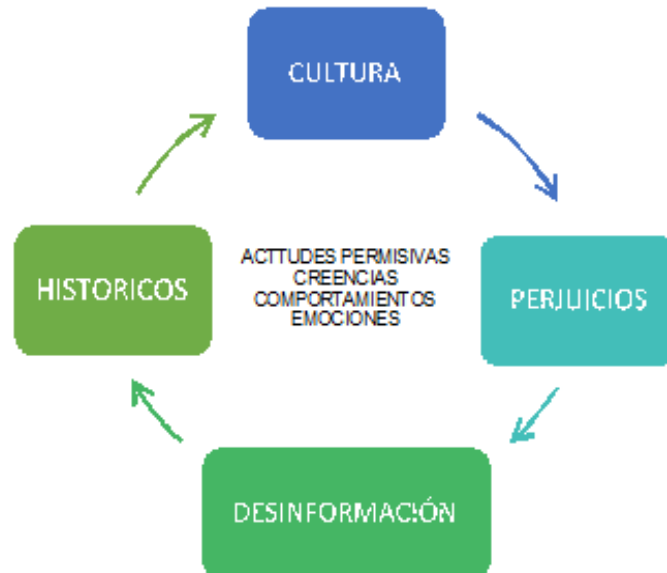 CULTURA
HISTORICOS
ACTTUDES PERMISIVAS
CREENCIAS
COMPORTAMIENTOS
EMOCIONES
PERJUICIOS
DESINFORMACIÓN